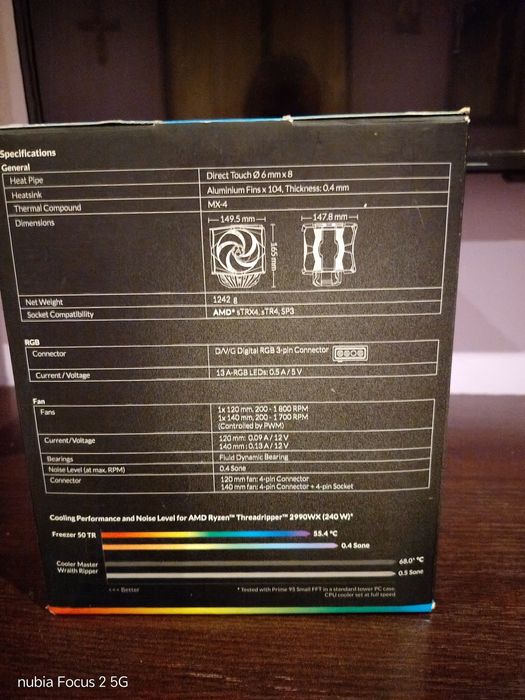 Specifications
General
Heat Pipe Direct Touch Ø 6 mm x 8
Heatsink Aluminium Fins x 104, Thickness: 0.4 mm
Thermal Compound MX-4
Dimensions 149.5 mm 147.8 mm
165 mm
Net Weight 1242 g
Socket Compatibility AMD® sTRX4, sTR4, SP3
RGB
Connector D/V/G Digital RGB 3-pin Connector
Current / Voltage 13 A-RGB LEDs: 0.5 A / 5 V
Fan
Fans 1x 120 mm, 200 - 1 800 RPM
1x 140 mm, 200 - 1 700 RPM
(Controlled by PWM)
Current/Voltage 120 mm: 0.09 A / 12 V
140 mm: 0.13 A / 12 V
Bearings Fluid Dynamic Bearing
Noise Level (at max. RPM) 0.4 Sone
Connector 120 mm fan: 4-pin Connector
140 mm fan: 4-pin Connector + 4-pin Socket
Cooling Performance and Noise Level for AMD Ryzen™ Threadripper™ 2990WX (240 W)*
Freezer 50 TR 55.4 °C
0.4 Sone
Cooler Master 68.0° °C
Wraith Ripper 0.5 Sone
<<< Better * Tested with Prime 95 Small FFT in a standard tower PC case
CPU cooler set at full speed
nubia Focus 2 5G